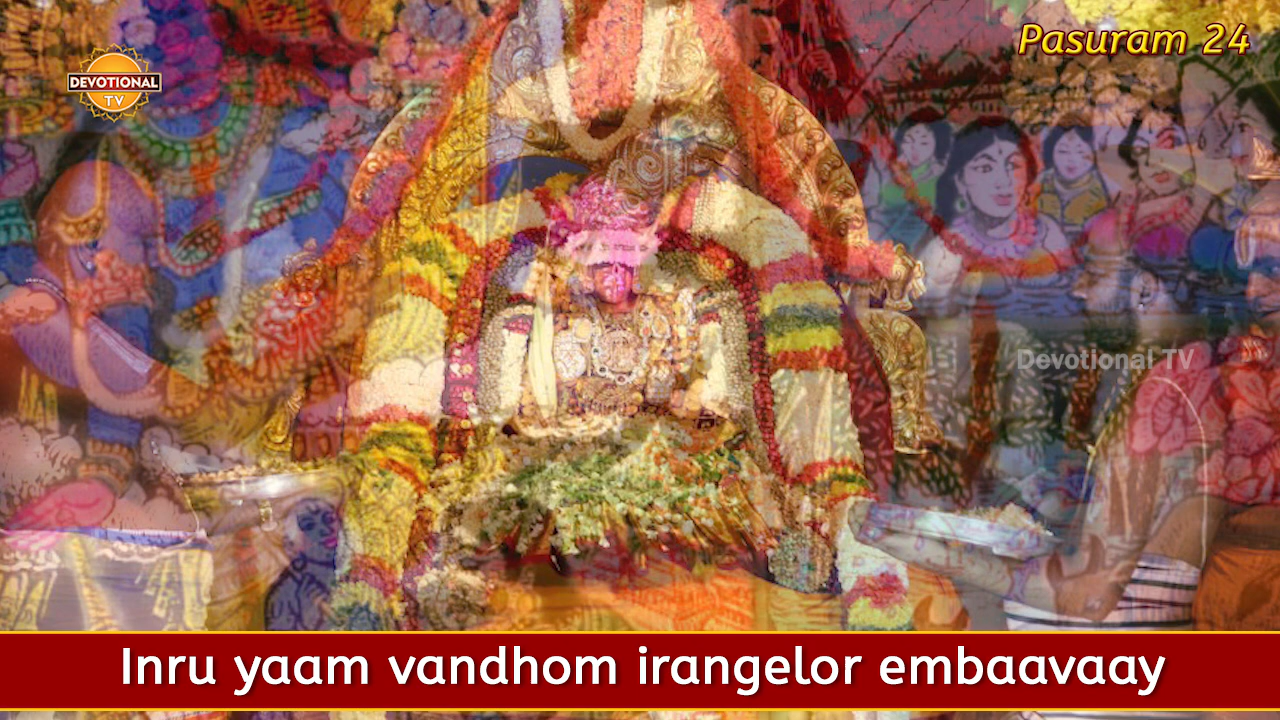 Pasuram 24
DEVOTIONAL
TV
Devotional TV
Inru yaam vandhom irangelor embaavaay